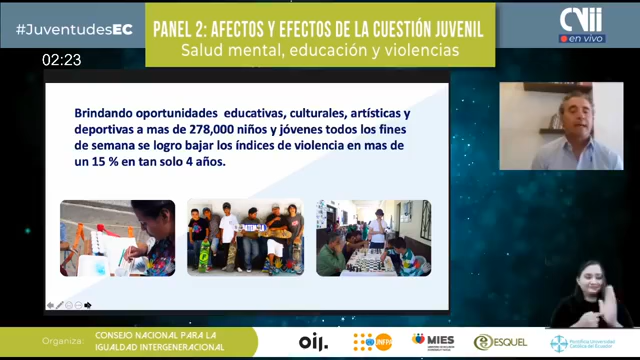 #JuventudesEC
PANEL 2: AFECTOS Y EFECTOS DE LA CUESTIÓN JUVENIL
Salud mental, educación y violencias
en vivo
02:23
Brindando oportunidades educativas, culturales, artísticas y
deportivas a mas de 278,000 niños y jóvenes todos los fines
de semana se logro bajar los índices de violencia en mas de
un 15 % en tan solo 4 años.
Organiza:
CONSEJO NACIONAL PARA LA
IGUALDAD INTERGENERACIONAL
oij.
UNFPA
MIES
ESQUEL
Pontificia Universidad
Católica del Ecuador